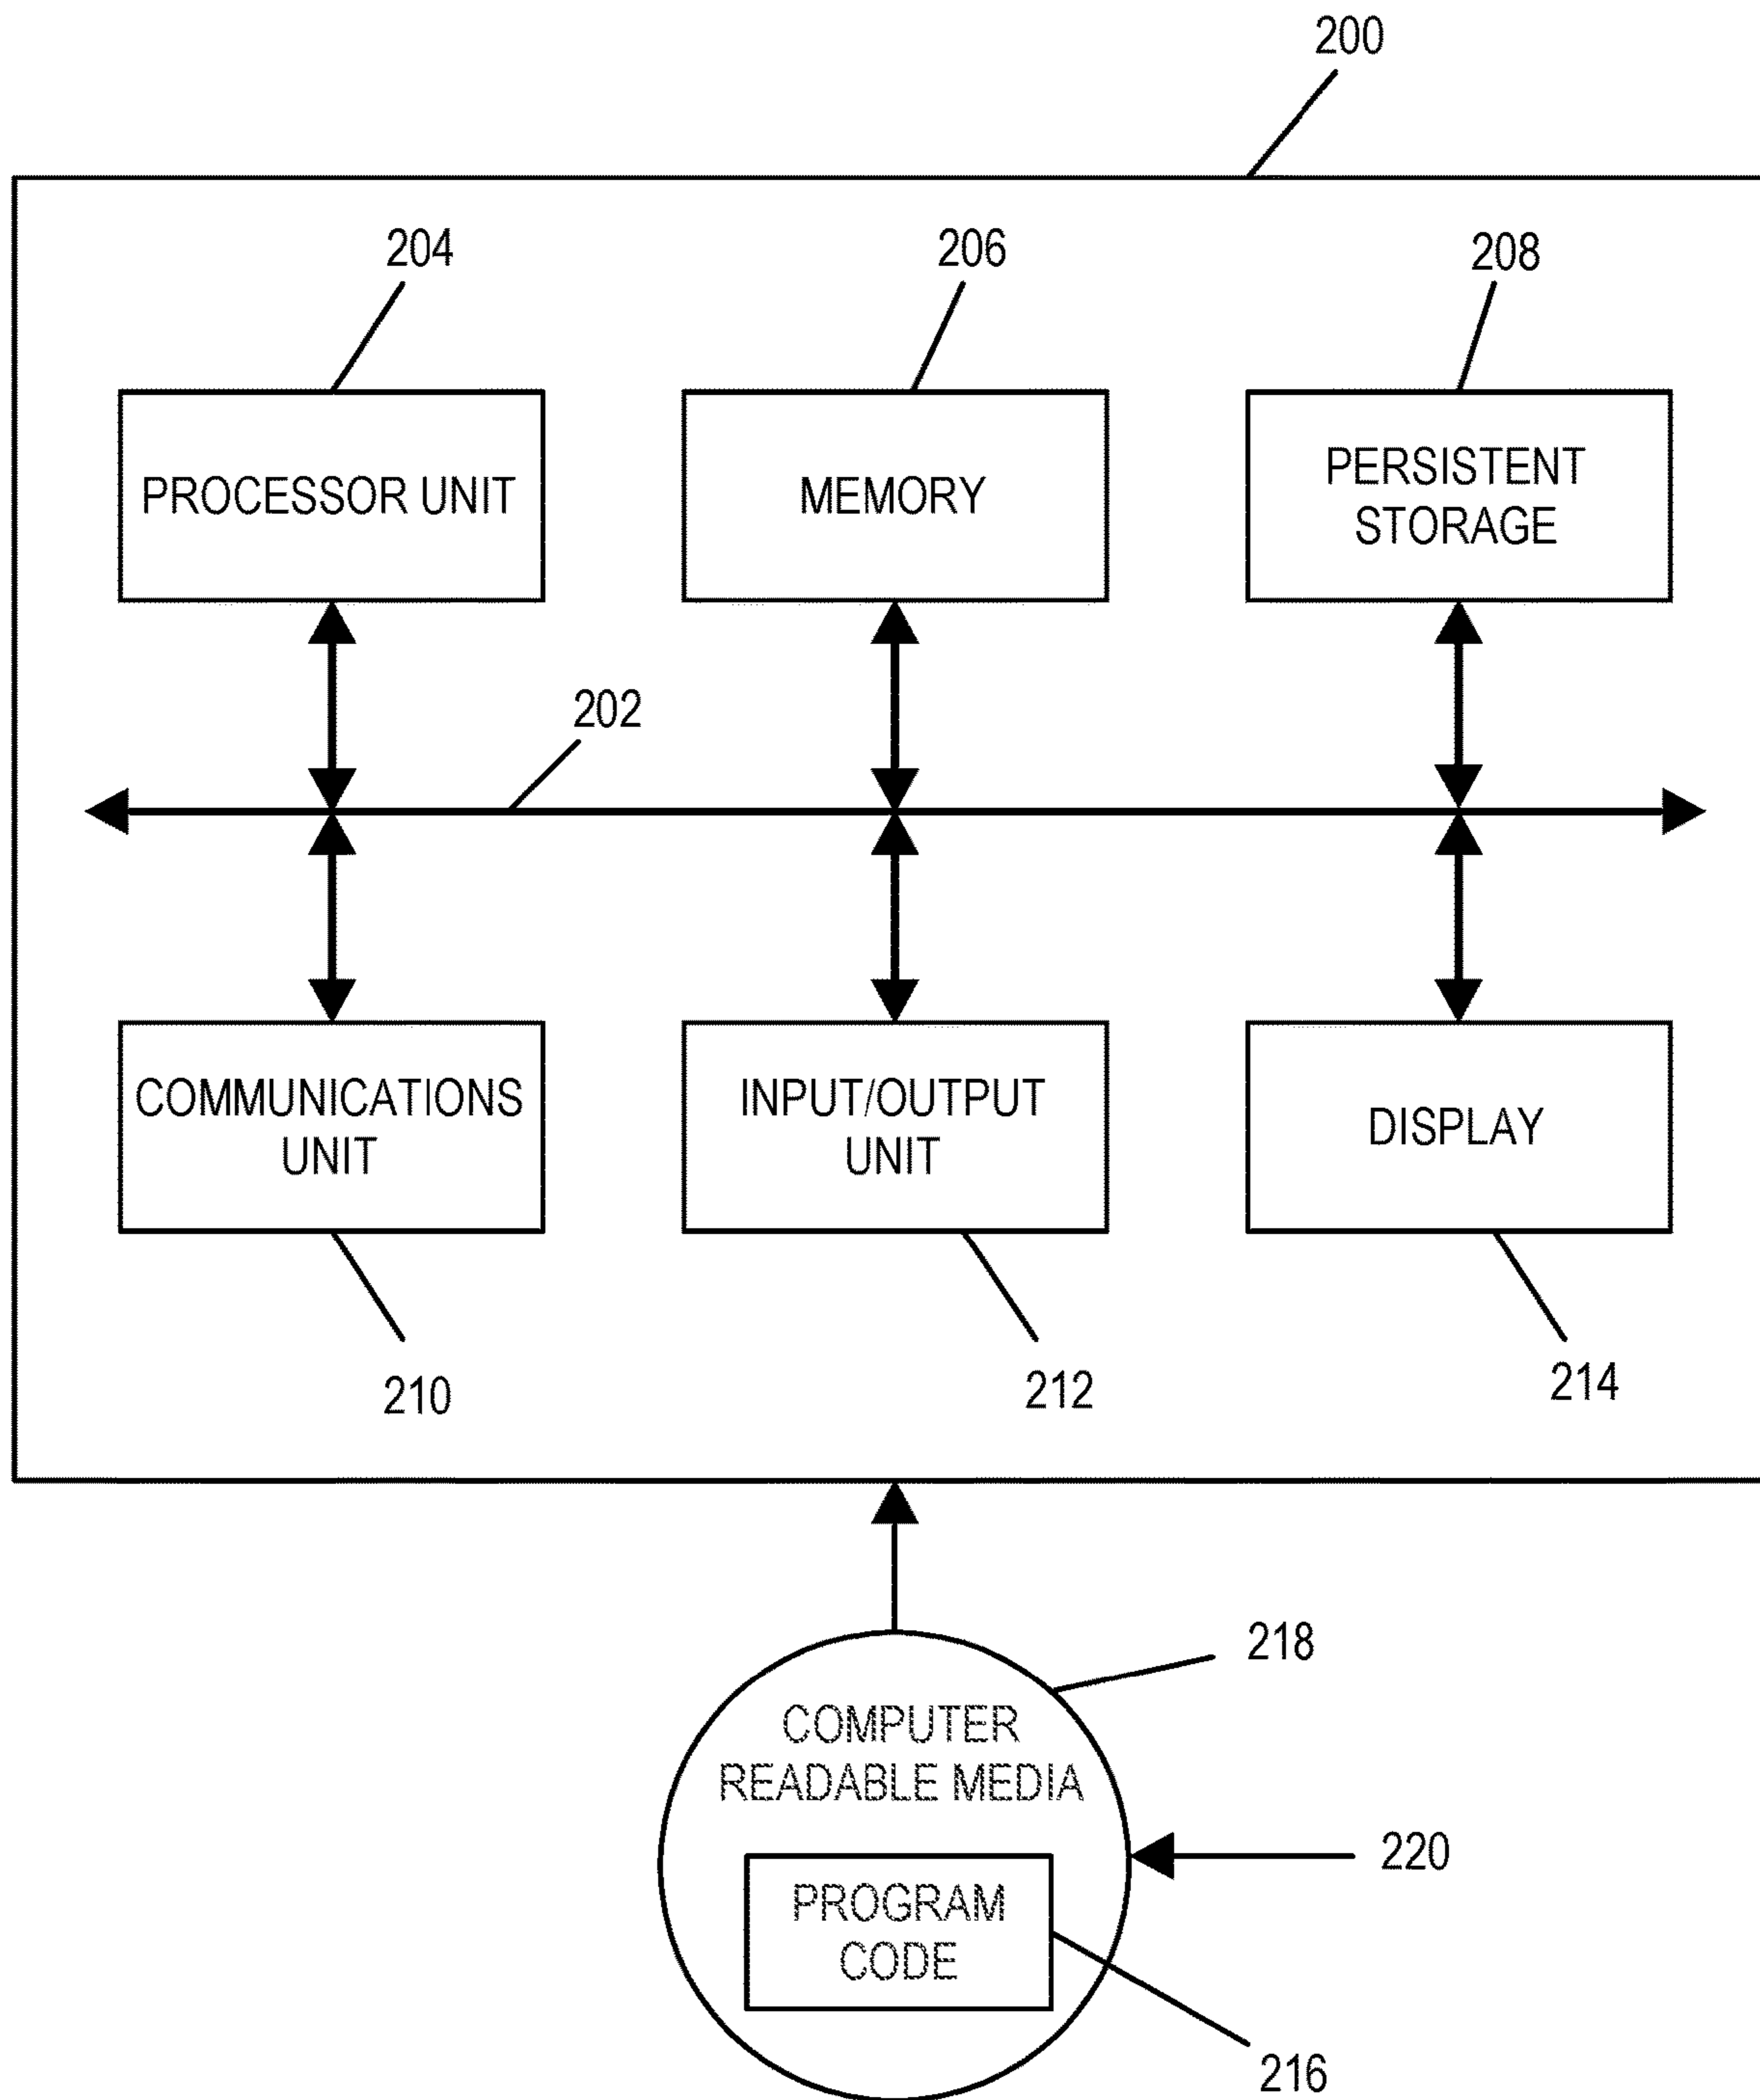 200
204
206
208
PROCESSOR UNIT
MEMORY
PERSISTENT
STORAGE
202
COMMUNICATIONS
UNIT
INPUT/OUTPUT
UNIT
DISPLAY
210
212
214
218
COMPUTER
READABLE MEDIA
220
PROGRAM
CODE
216